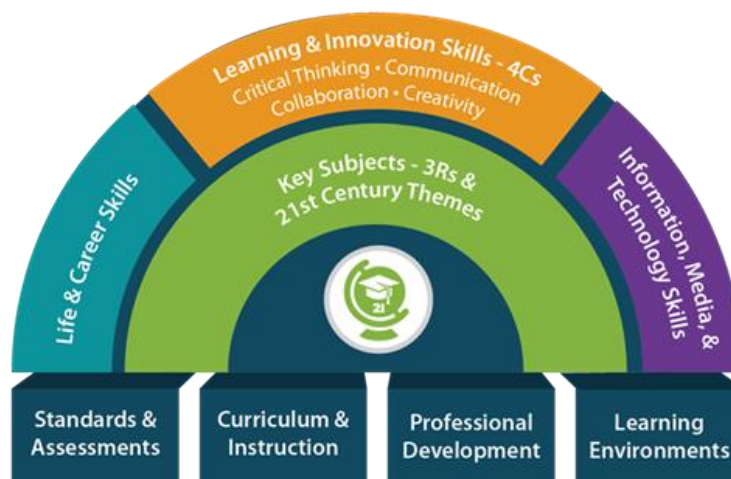 Learning & Innovation Skills - 4Cs
Critical Thinking • Communication
Collaboration • Creativity
Life & Career Skills
Key Subjects - 3Rs &
21st Century Themes
Information, Media, &
Technology Skills
21
Standards &
Assessments
Curriculum &
Instruction
Professional
Development
Learning
Environments